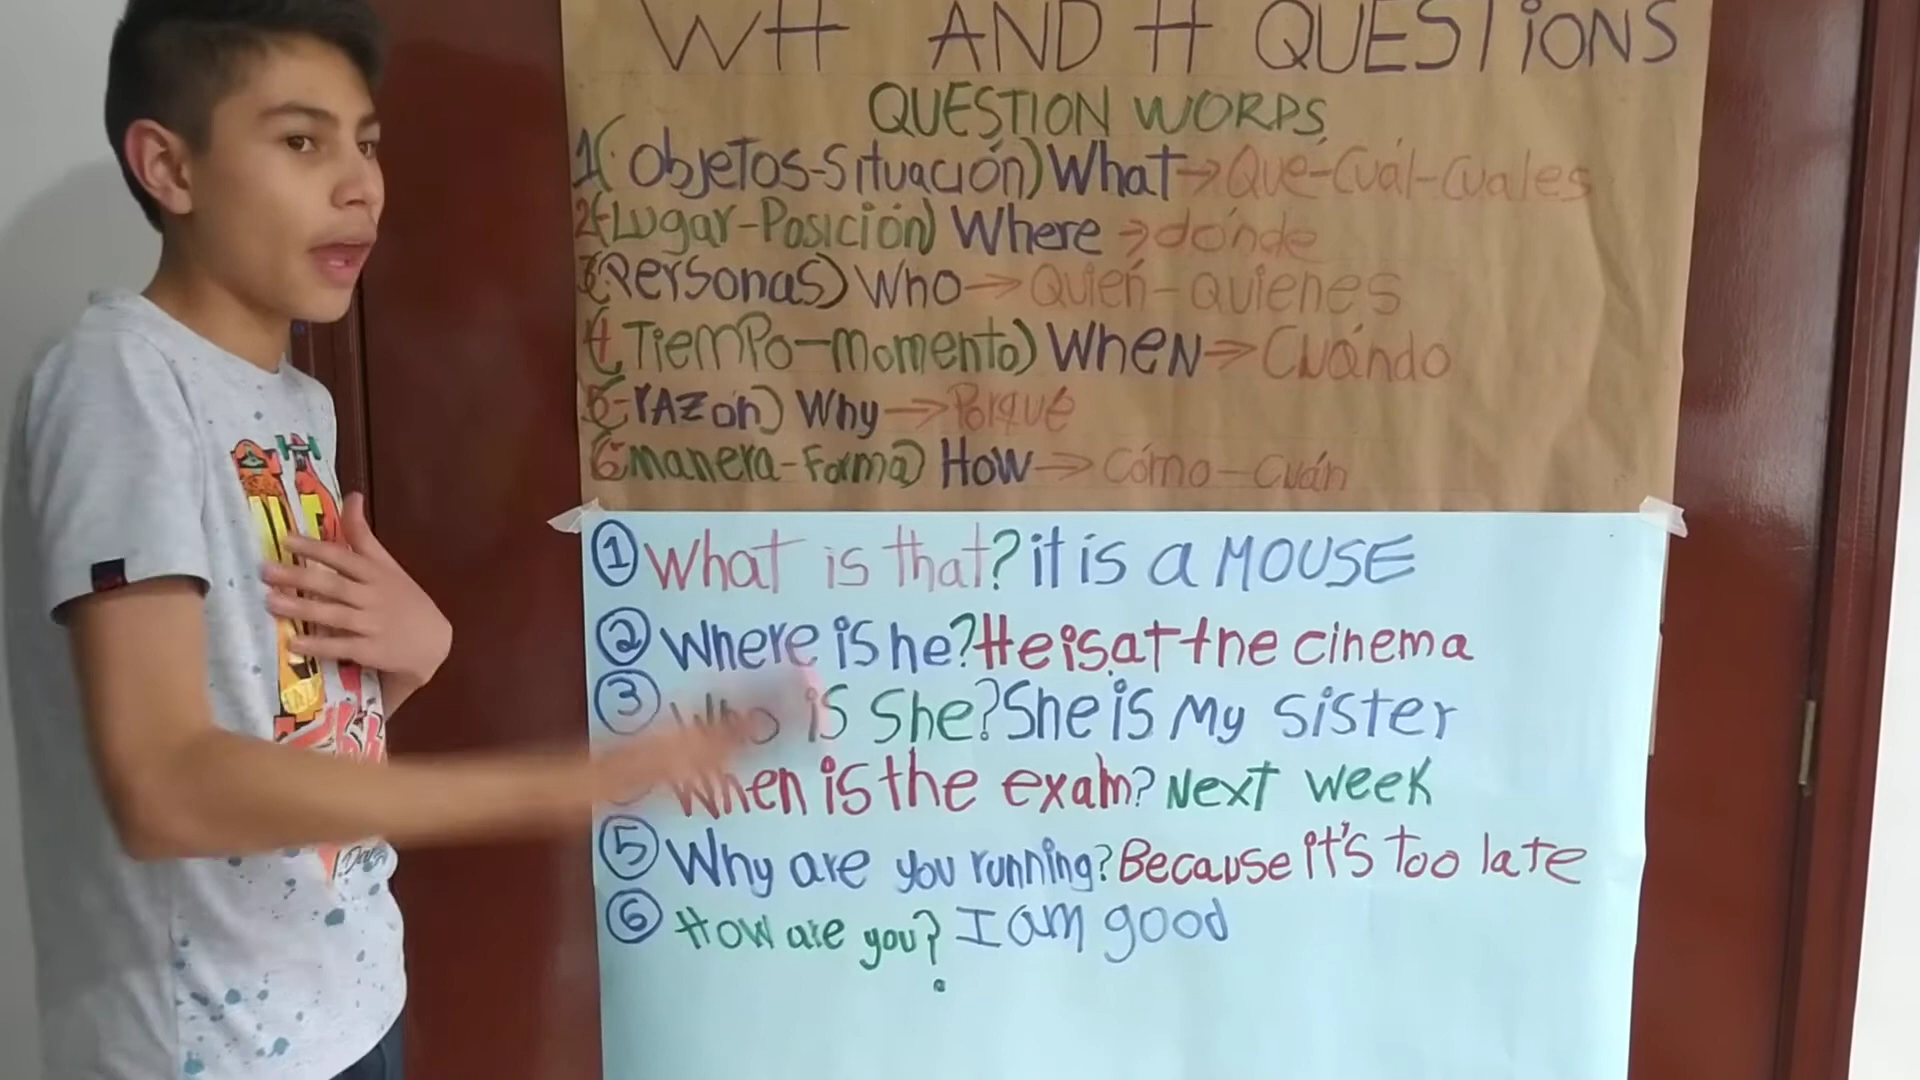 WH AND H QUESTIONS
QUESTION WORDS
1( Objetos-Situación) What → Qué-Cuál-Cuales
2(Lugar-Posición) Where → dónde
3(Personas) Who → Quién-quienes
4(Tiempo-momento) When → Cuándo
5-razon) Why → Porqué
6(manera-Forma) How → Cómo-Cuán
① What is that? it is a MOUSE
② Where is he? He is at the cinema
③ Who is She? She is My sister
When is the exam? Next week
⑤ Why are you running? Because it's too late
⑥ How are you? I am good